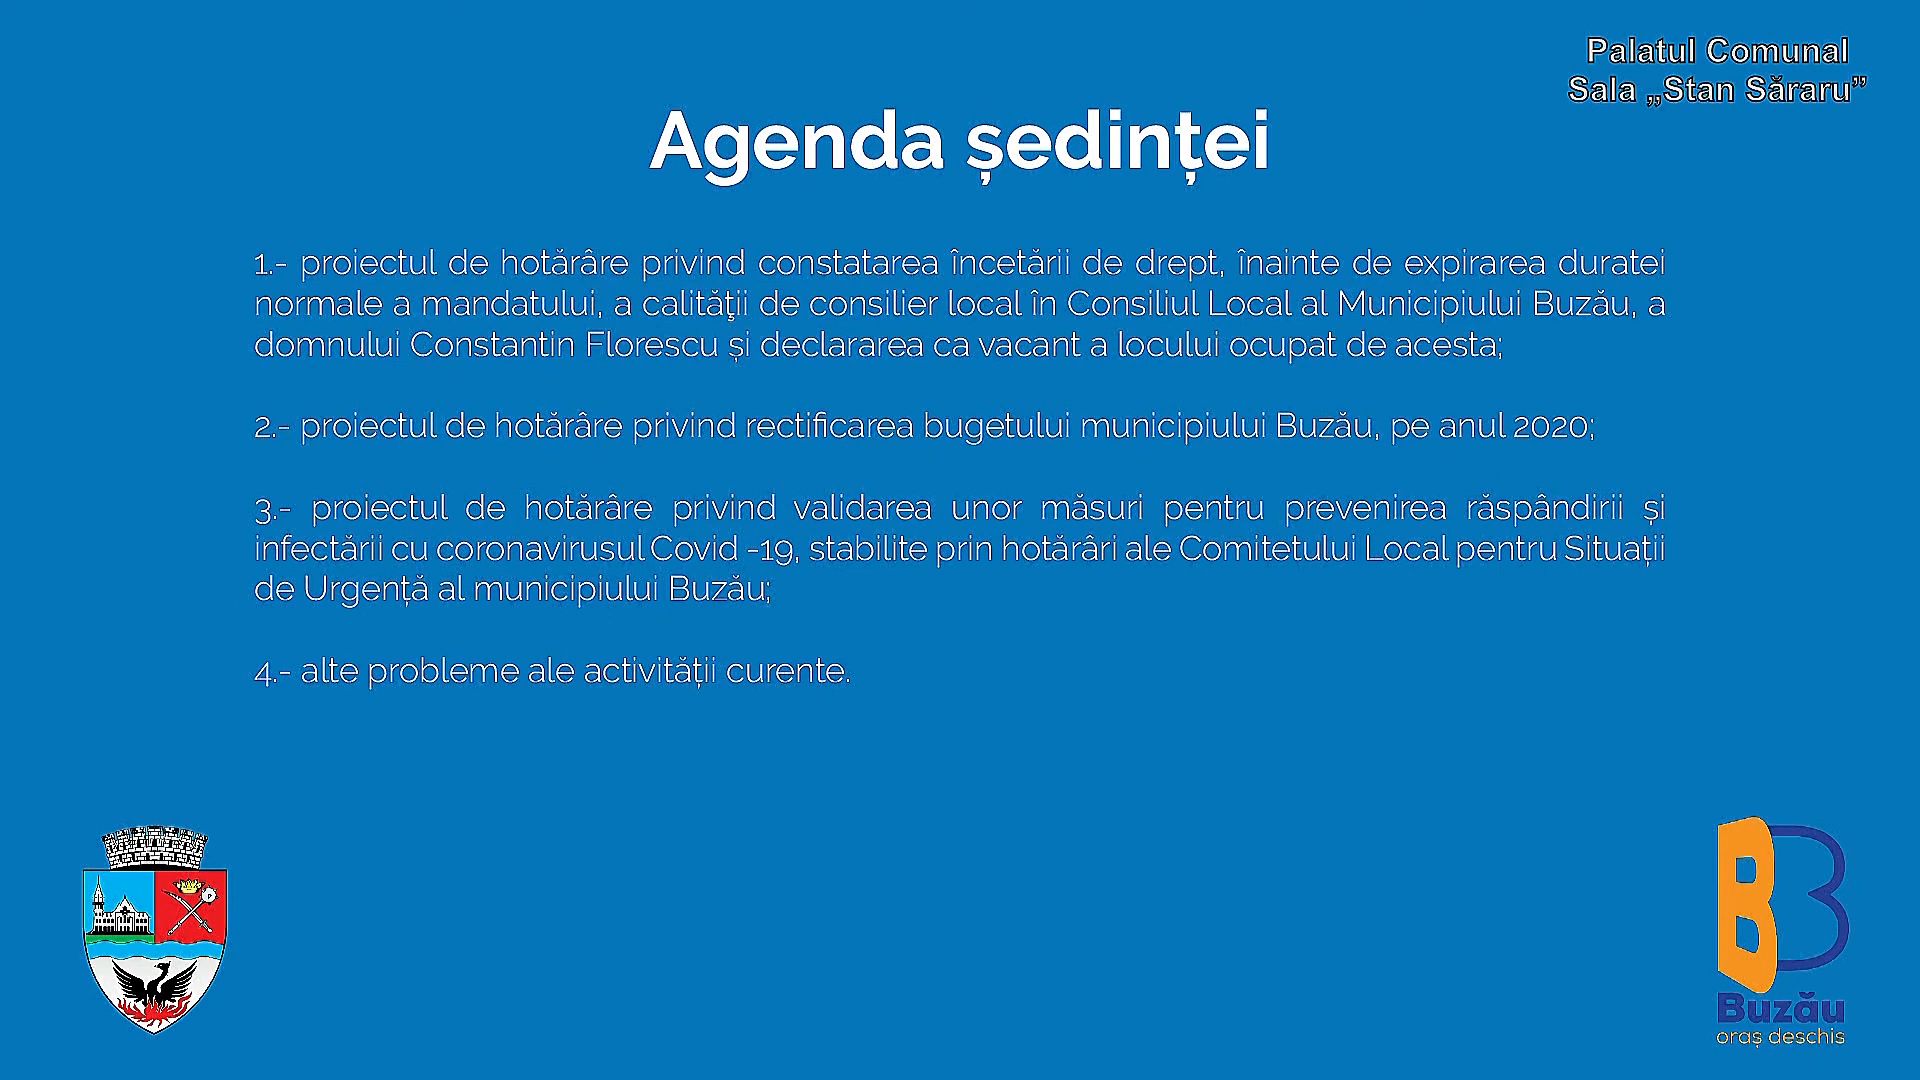 Palatul Comunal
Sala „Stan Săraru”
Agenda ședinței
1.- proiectul de hotărâre privind constatarea încetării de drept, înainte de expirarea duratei
normale a mandatului, a calităţii de consilier local în Consiliul Local al Municipiului Buzău, a
domnului Constantin Florescu și declararea ca vacant a locului ocupat de acesta;
2.- proiectul de hotărâre privind rectificarea bugetului municipiului Buzău, pe anul 2020;
3.- proiectul de hotărâre privind validarea unor măsuri pentru prevenirea răspândirii și
infectării cu coronavirusul Covid -19, stabilite prin hotărâri ale Comitetului Local pentru Situații
de Urgență al municipiului Buzău;
4.- alte probleme ale activității curente.
Buzău
oraș deschis